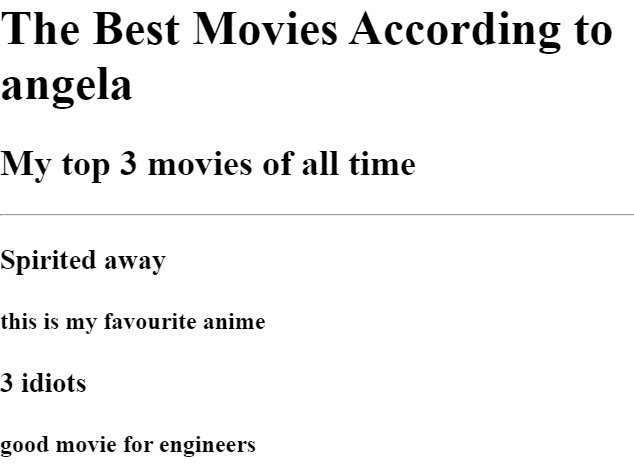 The Best Movies According to
angela
My top 3 movies of all time
Spirited away
this is my favourite anime
3 idiots
good movie for engineers